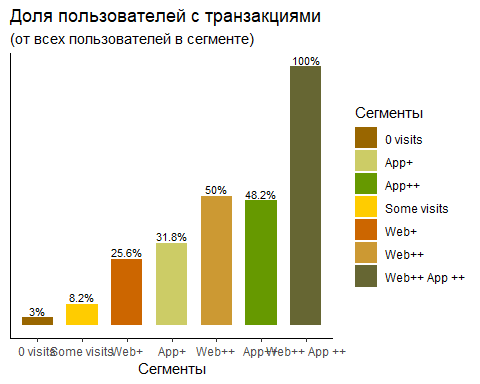 Доля пользователей с транзакциями
(от всех пользователей в сегменте)
100%
50%
48.2%
31.8%
25.6%
8.2%
3%
0 visits Some visits Web+ App+ Web++ App++ Web++ App ++
Сегменты
Сегменты
0 visits
App+
App++
Some visits
Web+
Web++
Web++ App ++